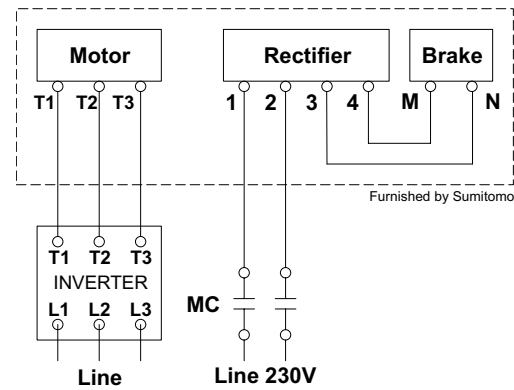 Motor Rectifier Brake
T1 T2 T3 1 2 3 4 M N
Furnished by Sumitomo
T1 T2 T3
INVERTER
L1 L2 L3
MC
Line Line 230V